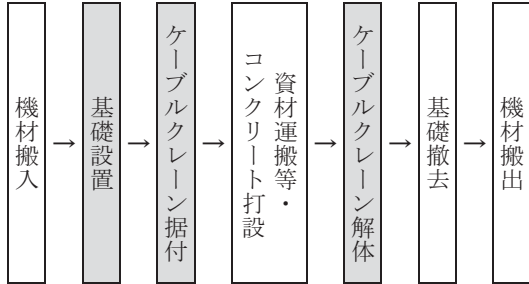 機材搬入
→
基礎設置
→
ケーブルクレーン据付
→
資材運搬等・
コンクリート打設
→
ケーブルクレーン解体
→
基礎撤去
→
機材搬出